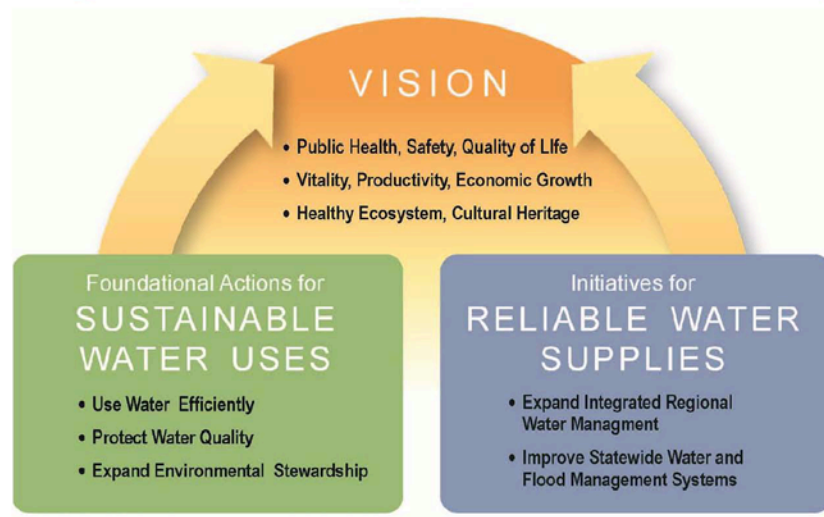 VISION
• Public Health, Safety, Quality of LIfe
• Vitality, Productivity, Economic Growth
• Healthy Ecosystem, Cultural Heritage
Foundational Actions for
SUSTAINABLE
WATER USES
• Use Water Efficiently
• Protect Water Quality
• Expand Environmental Stewardship
Initiatives for
RELIABLE WATER
SUPPLIES
• Expand Integrated Regional
Water Managment
• Improve Statewide Water and
Flood Management Systems